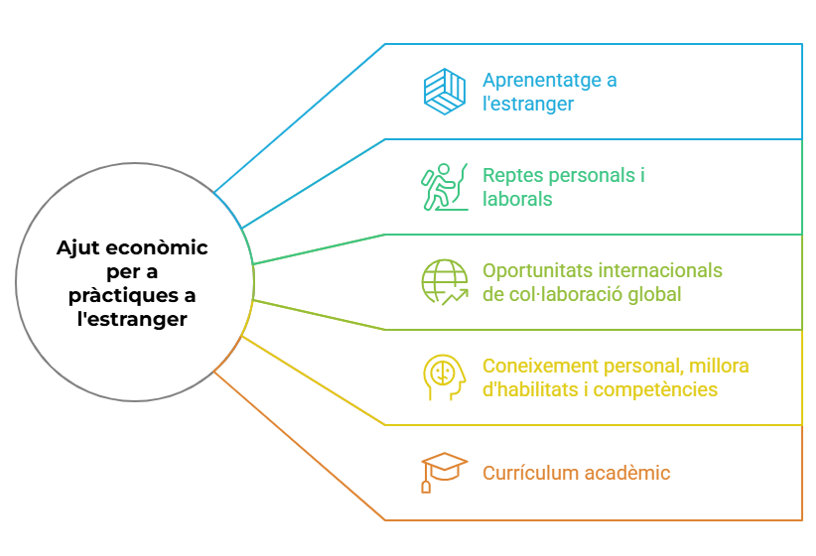 Ajut econòmic
per a
pràctiques a
l'estranger
Aprenentatge a
l'estranger
Reptes personals i
laborals
Oportunitats internacionals
de col·laboració global
Coneixement personal, millora
d'habilitats i competències
Currículum acadèmic